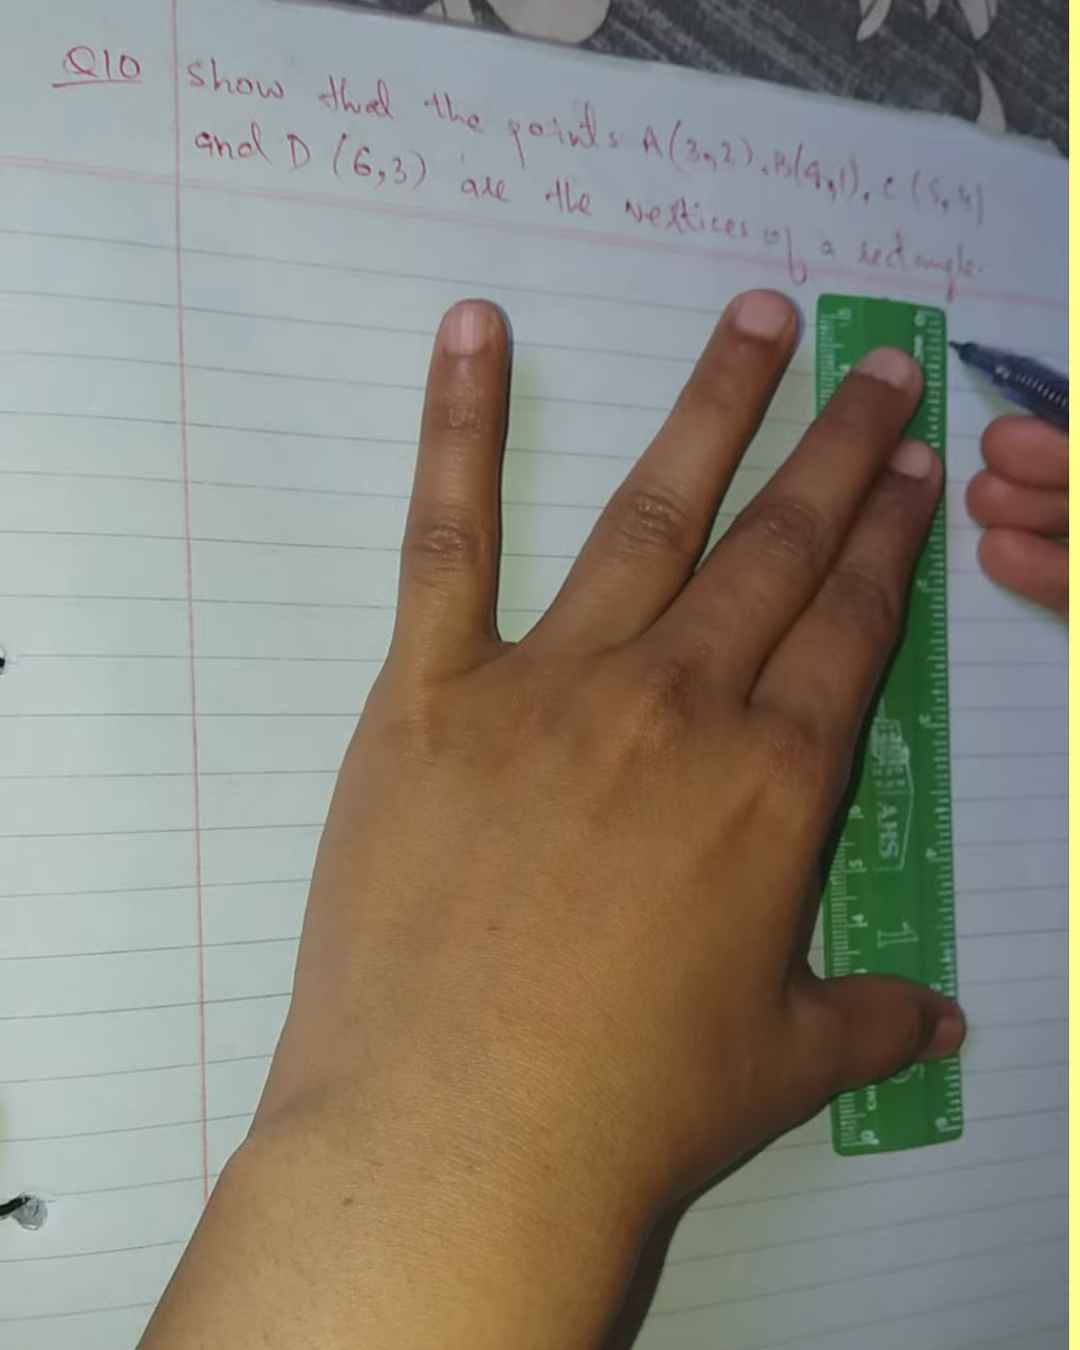 Q10 show that the points A(3,2), B(4,1), C(5,4)
and D (6,3) are the vertices of a rectangle.
AHS